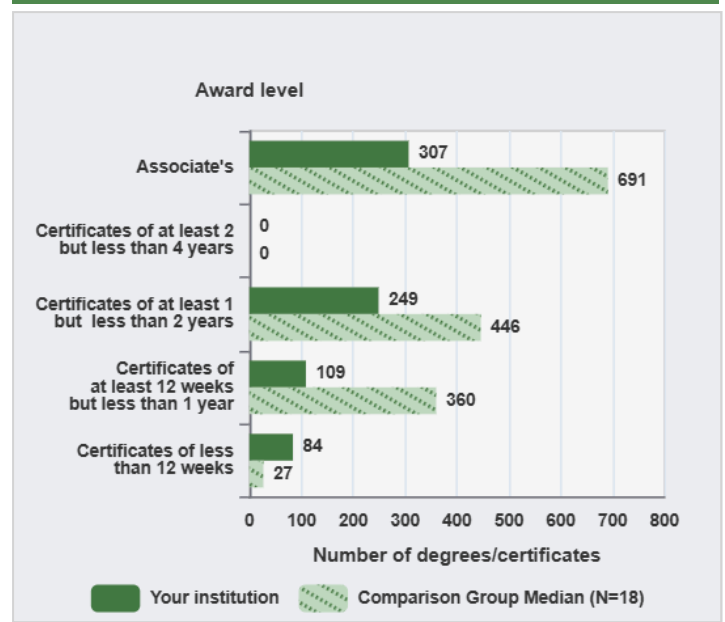 Award level
Associate's
307
691
Certificates of at least 2
but less than 4 years
0
0
Certificates of at least 1
but less than 2 years
249
446
Certificates of
at least 12 weeks
but less than 1 year
109
360
Certificates of less
than 12 weeks
84
27
0 100 200 300 400 500 600 700 800
Number of degrees/certificates
Your institution Comparison Group Median (N=18)